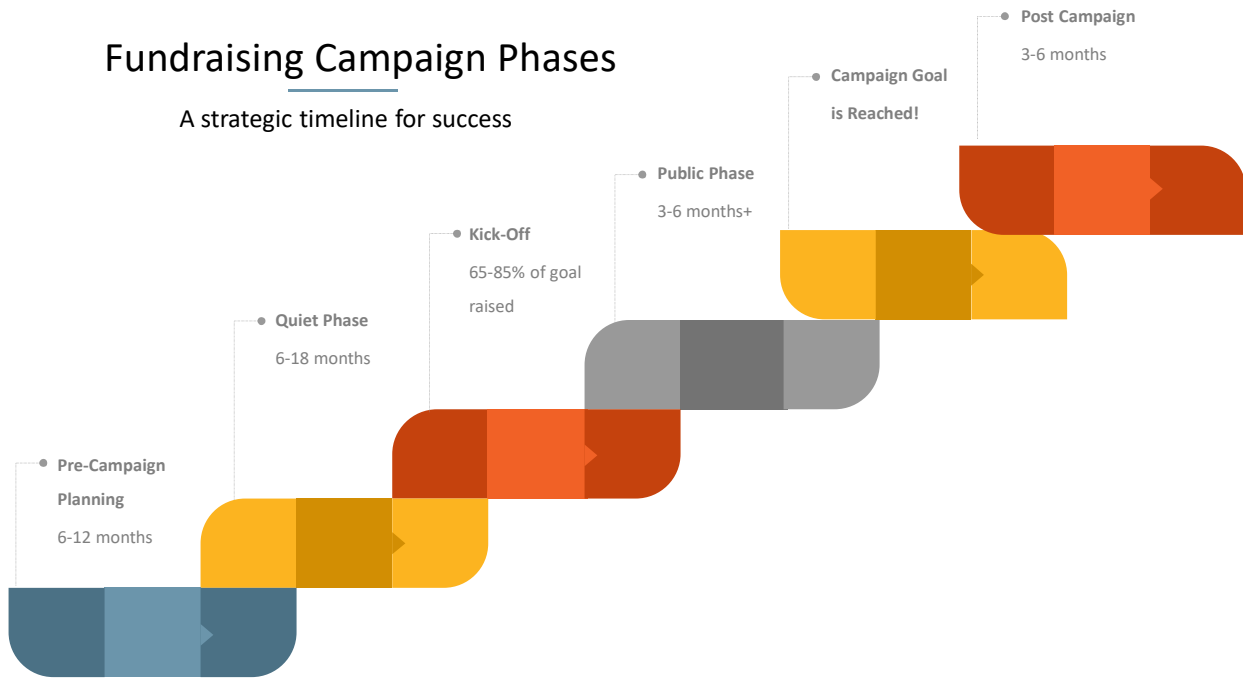 Fundraising Campaign Phases
A strategic timeline for success
Pre-Campaign
Planning
6-12 months
Quiet Phase
6-18 months
Kick-Off
65-85% of goal
raised
Public Phase
3-6 months+
Campaign Goal
is Reached!
Post Campaign
3-6 months